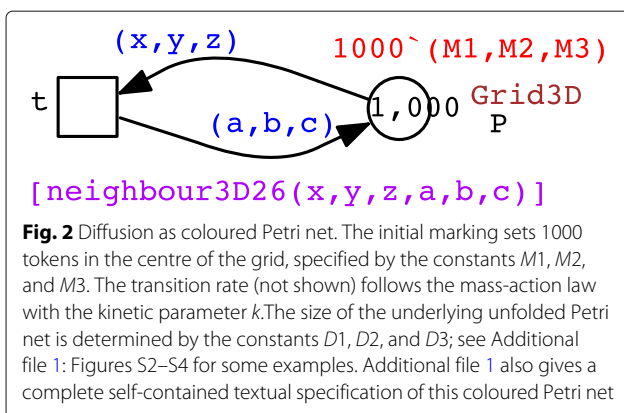 (x,y,z)
1000`(M1,M2,M3)
t
1,000
Grid3D
P
(a,b,c)
[neighbour3D26(x,y,z,a,b,c)]
Fig. 2 Diffusion as coloured Petri net. The initial marking sets 1000
tokens in the centre of the grid, specified by the constants M1, M2,
and M3. The transition rate (not shown) follows the mass-action law
with the kinetic parameter k.The size of the underlying unfolded Petri
net is determined by the constants D1, D2, and D3; see Additional
file 1: Figures S2–S4 for some examples. Additional file 1 also gives a
complete self-contained textual specification of this coloured Petri net